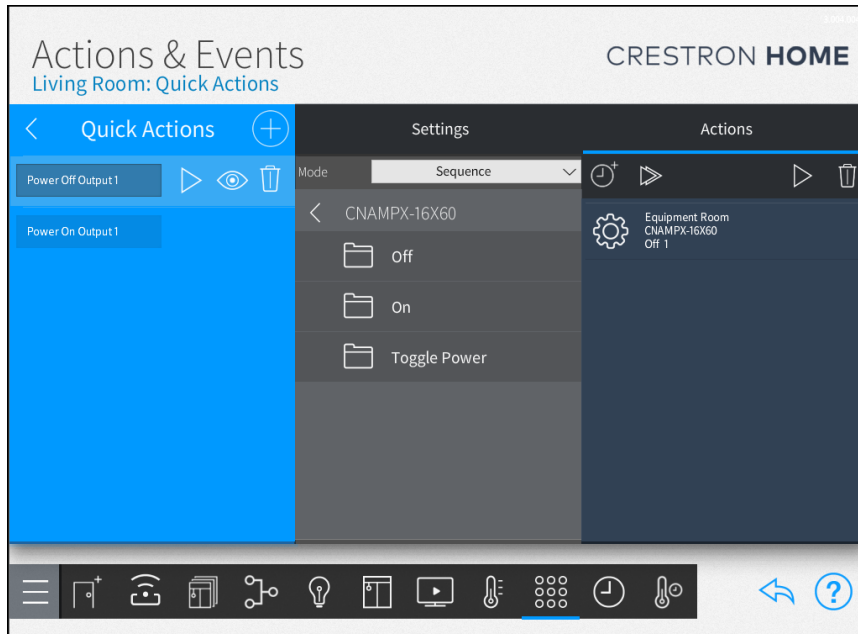 Actions & Events
Living Room: Quick Actions
CRESTRON HOME
Quick Actions
Settings
Actions
Power Off Output 1
Mode
Sequence
CNAMPX-16X60
Equipment Room
CNAMPX-16X60
Off 1
Power On Output 1
Off
On
Toggle Power
?